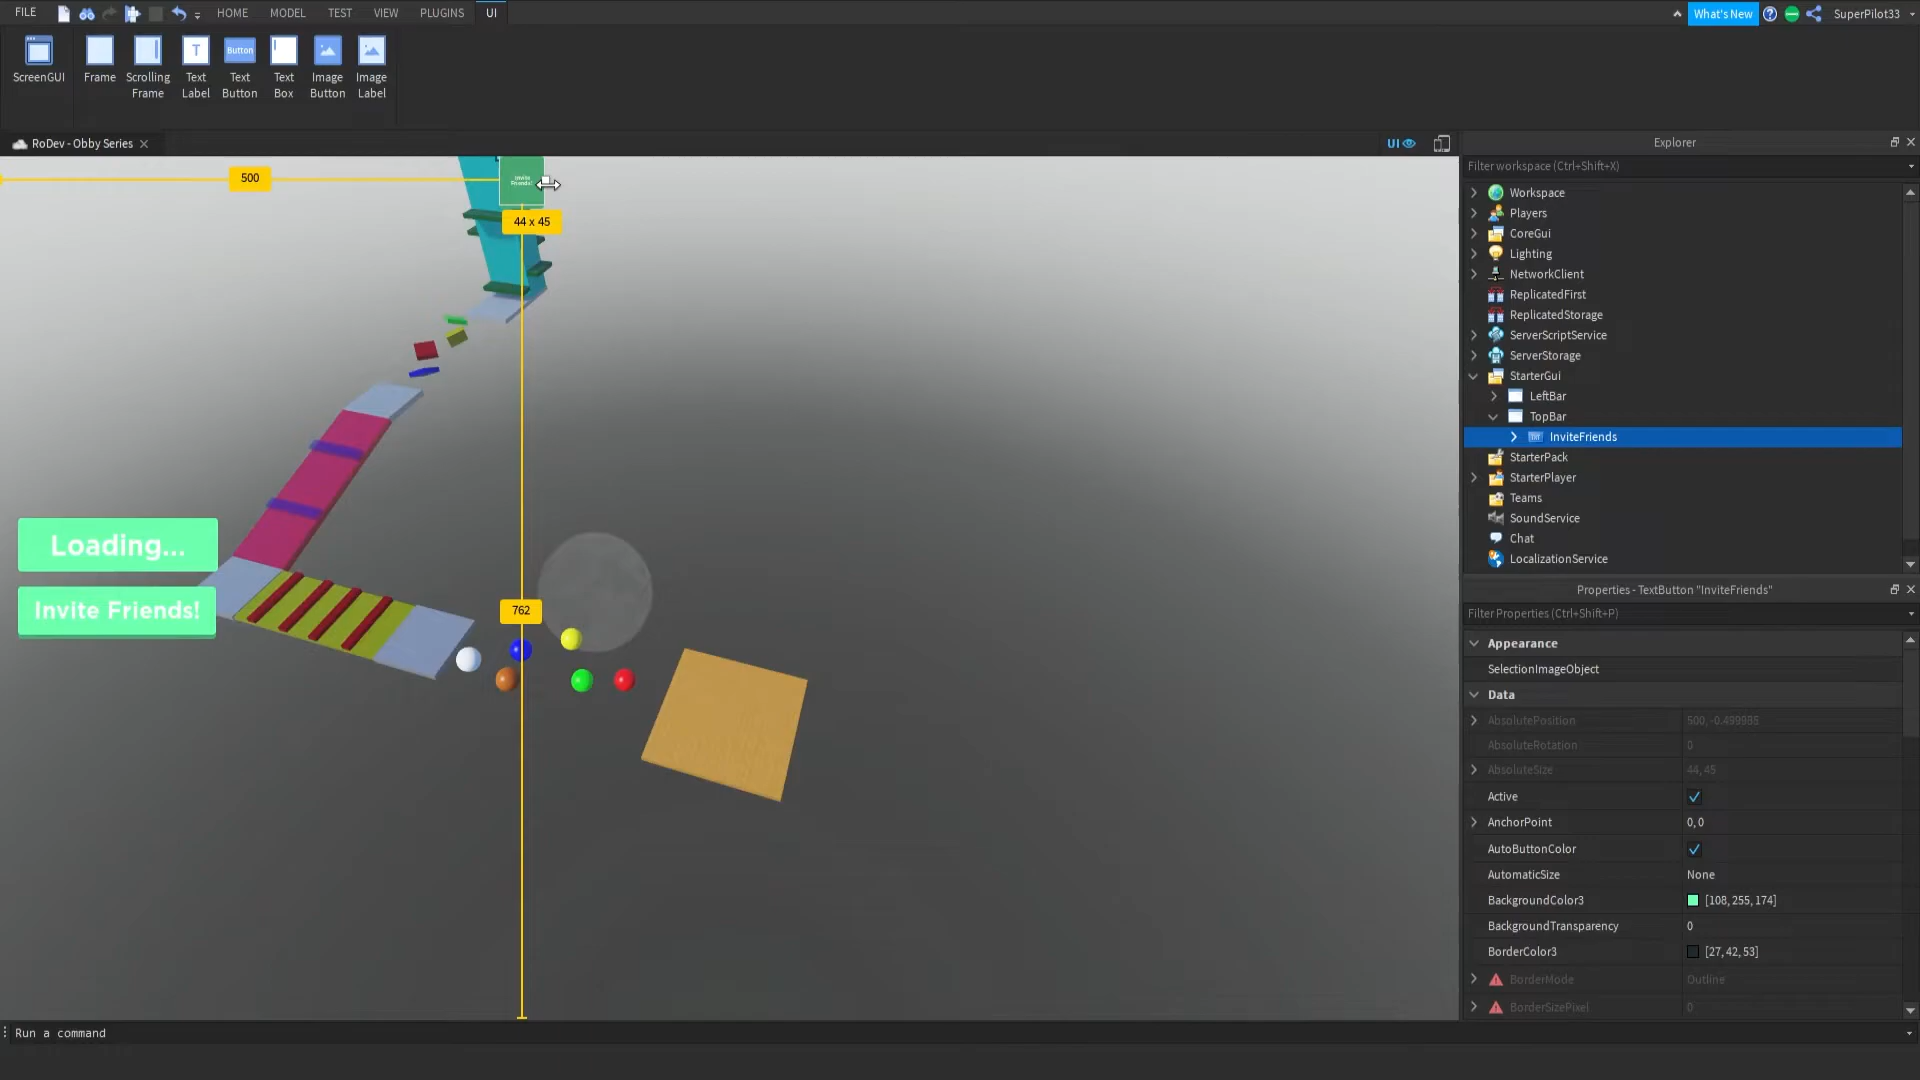 FILE
HOME
MODEL
TEST
VIEW
PLUGINS
UI
What's New
SuperPilot33
ScreenGUI
Frame
Scrolling
Frame
Text
Label
Button
Text
Button
Text
Box
Image
Button
Image
Label
RoDev - Obby Series
UI
500
Invite
Friends!
44 x 45
762
Loading...
Invite Friends!
Explorer
Filter workspace (Ctrl+Shift+X)
Workspace
Players
CoreGui
Lighting
NetworkClient
ReplicatedFirst
ReplicatedStorage
ServerScriptService
ServerStorage
StarterGui
LeftBar
TopBar
InviteFriends
StarterPack
StarterPlayer
Teams
SoundService
Chat
LocalizationService
Properties - TextButton "InviteFriends"
Filter Properties (Ctrl+Shift+P)
Appearance
SelectionImageObject
Data
AbsolutePosition 500, -0.499985
AbsoluteRotation 0
AbsoluteSize 44, 45
Active
AnchorPoint 0, 0
AutoButtonColor
AutomaticSize None
BackgroundColor3 [108, 255, 174]
BackgroundTransparency 0
BorderColor3 [27, 42, 53]
BorderMode Outline
BorderSizePixel 0
Run a command